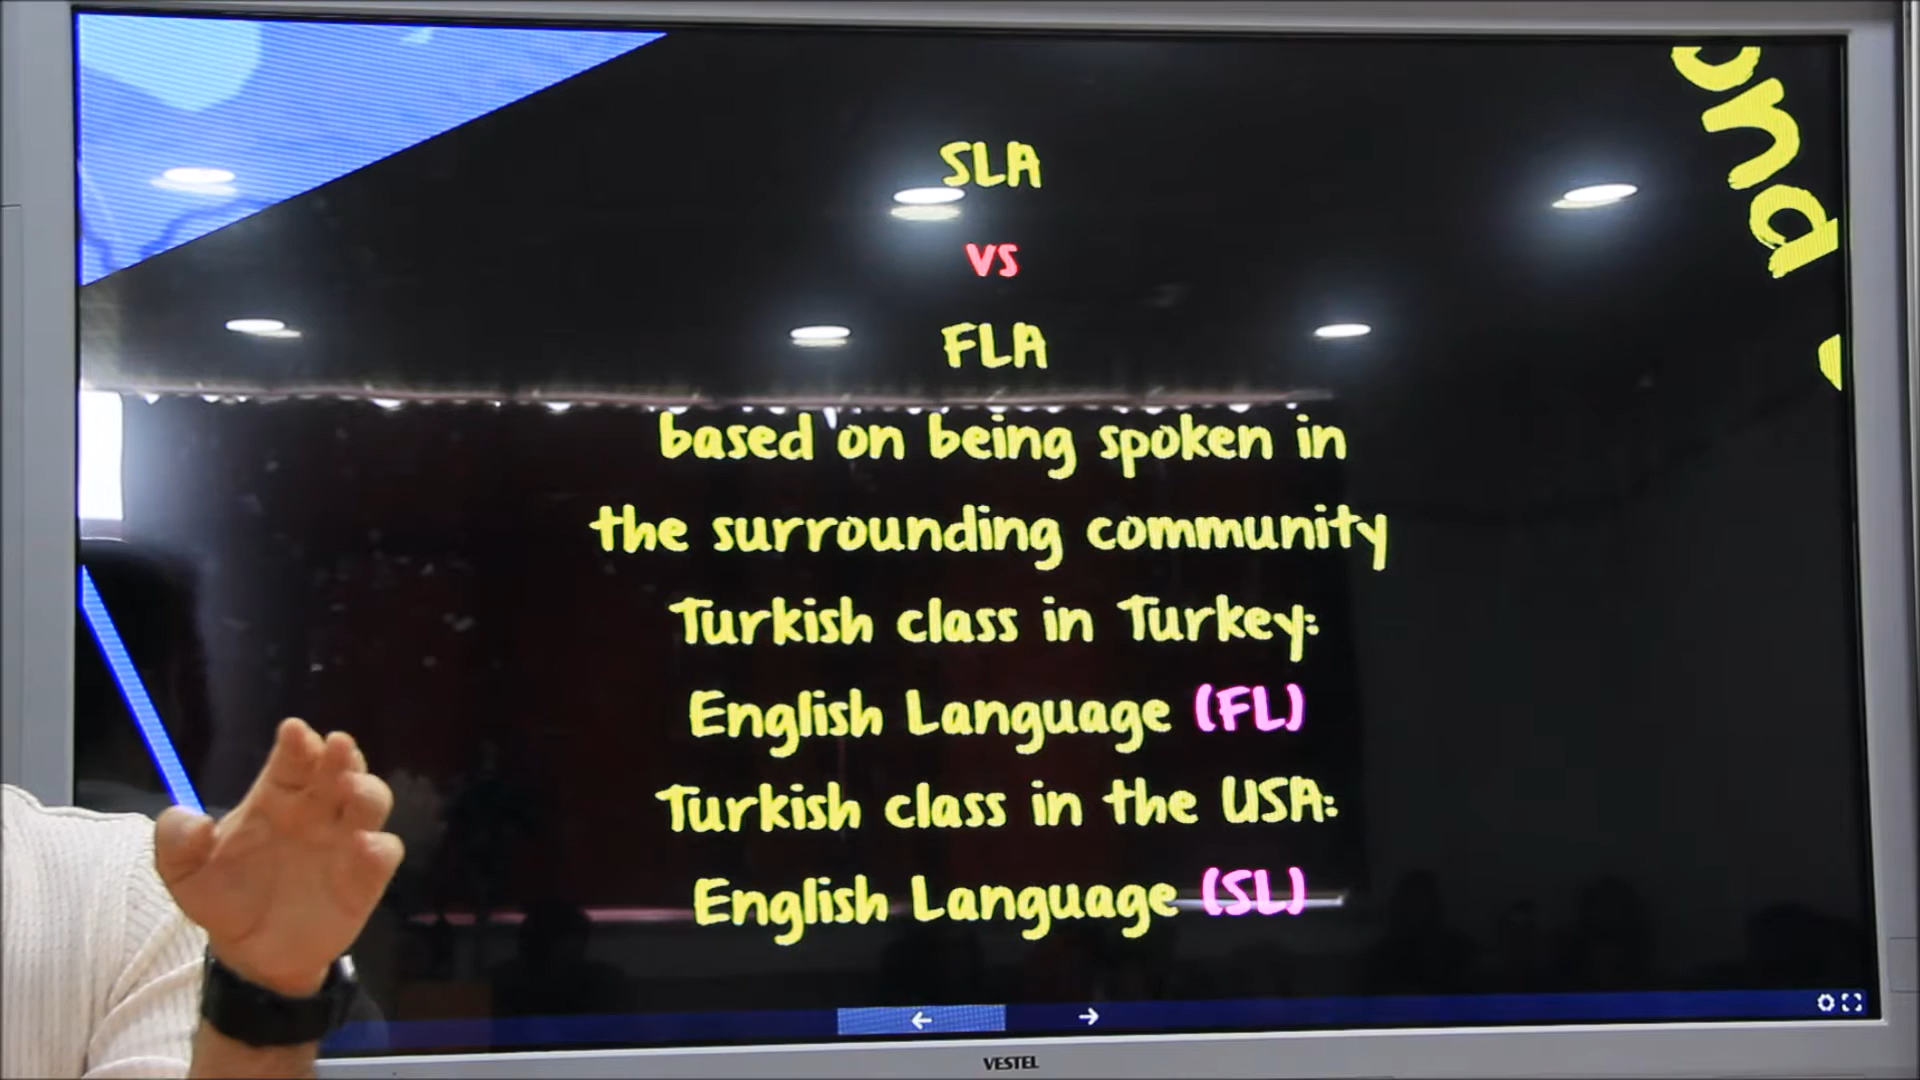 SLA
vs
FLA
based on being spoken in
the surrounding community
Turkish class in Turkey:
English Language (FL)
Turkish class in the USA:
English Language (SL)
VESTEL